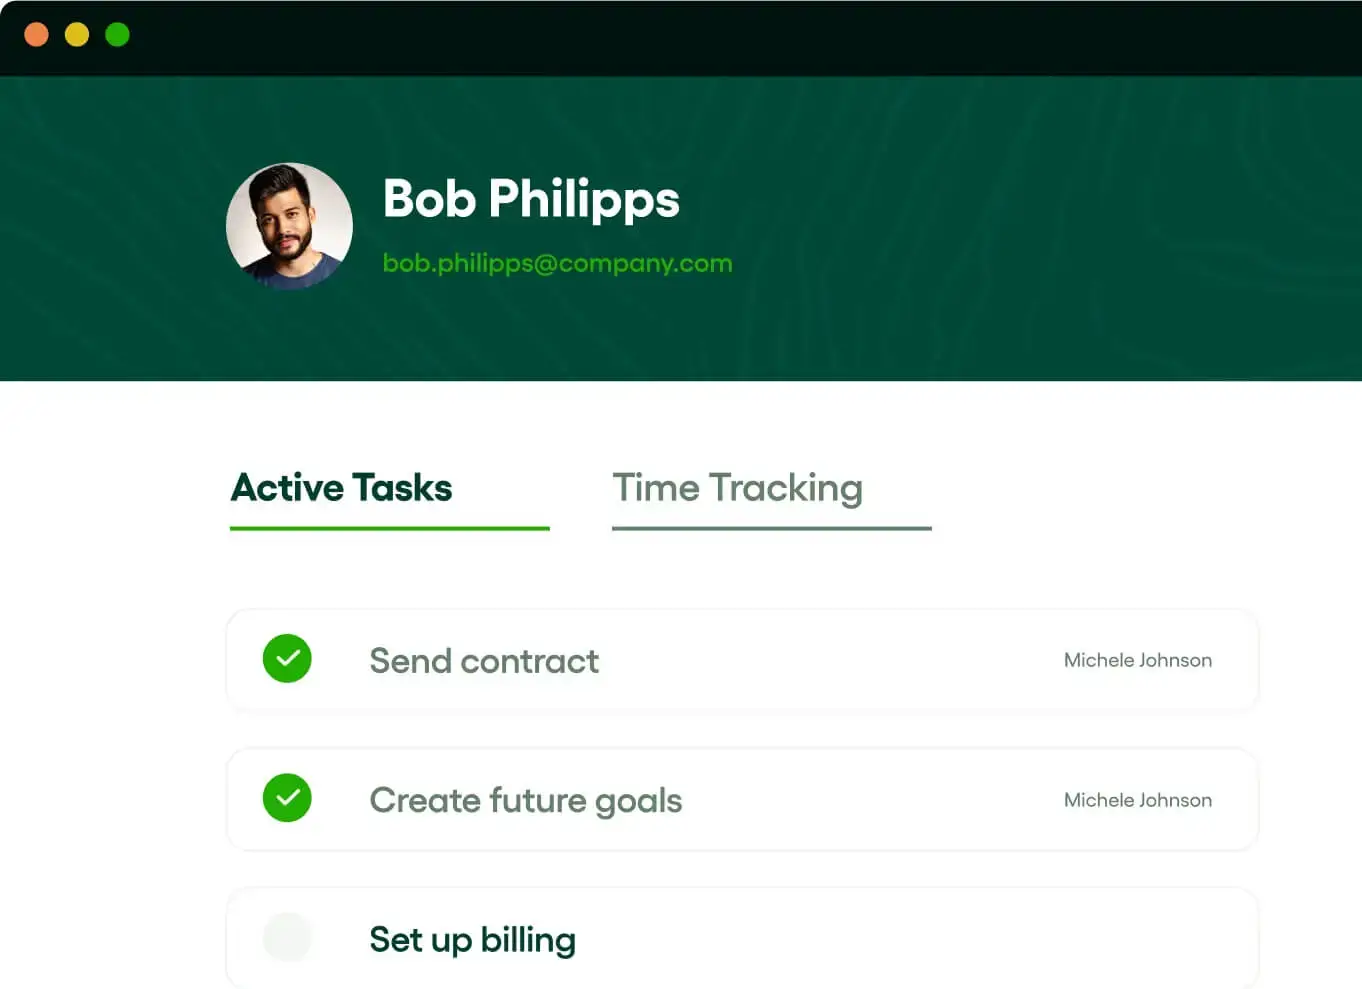 Bob Philipps
bob.philipps@company.com
Active Tasks
Time Tracking
Send contract
Michele Johnson
Create future goals
Michele Johnson
Set up billing